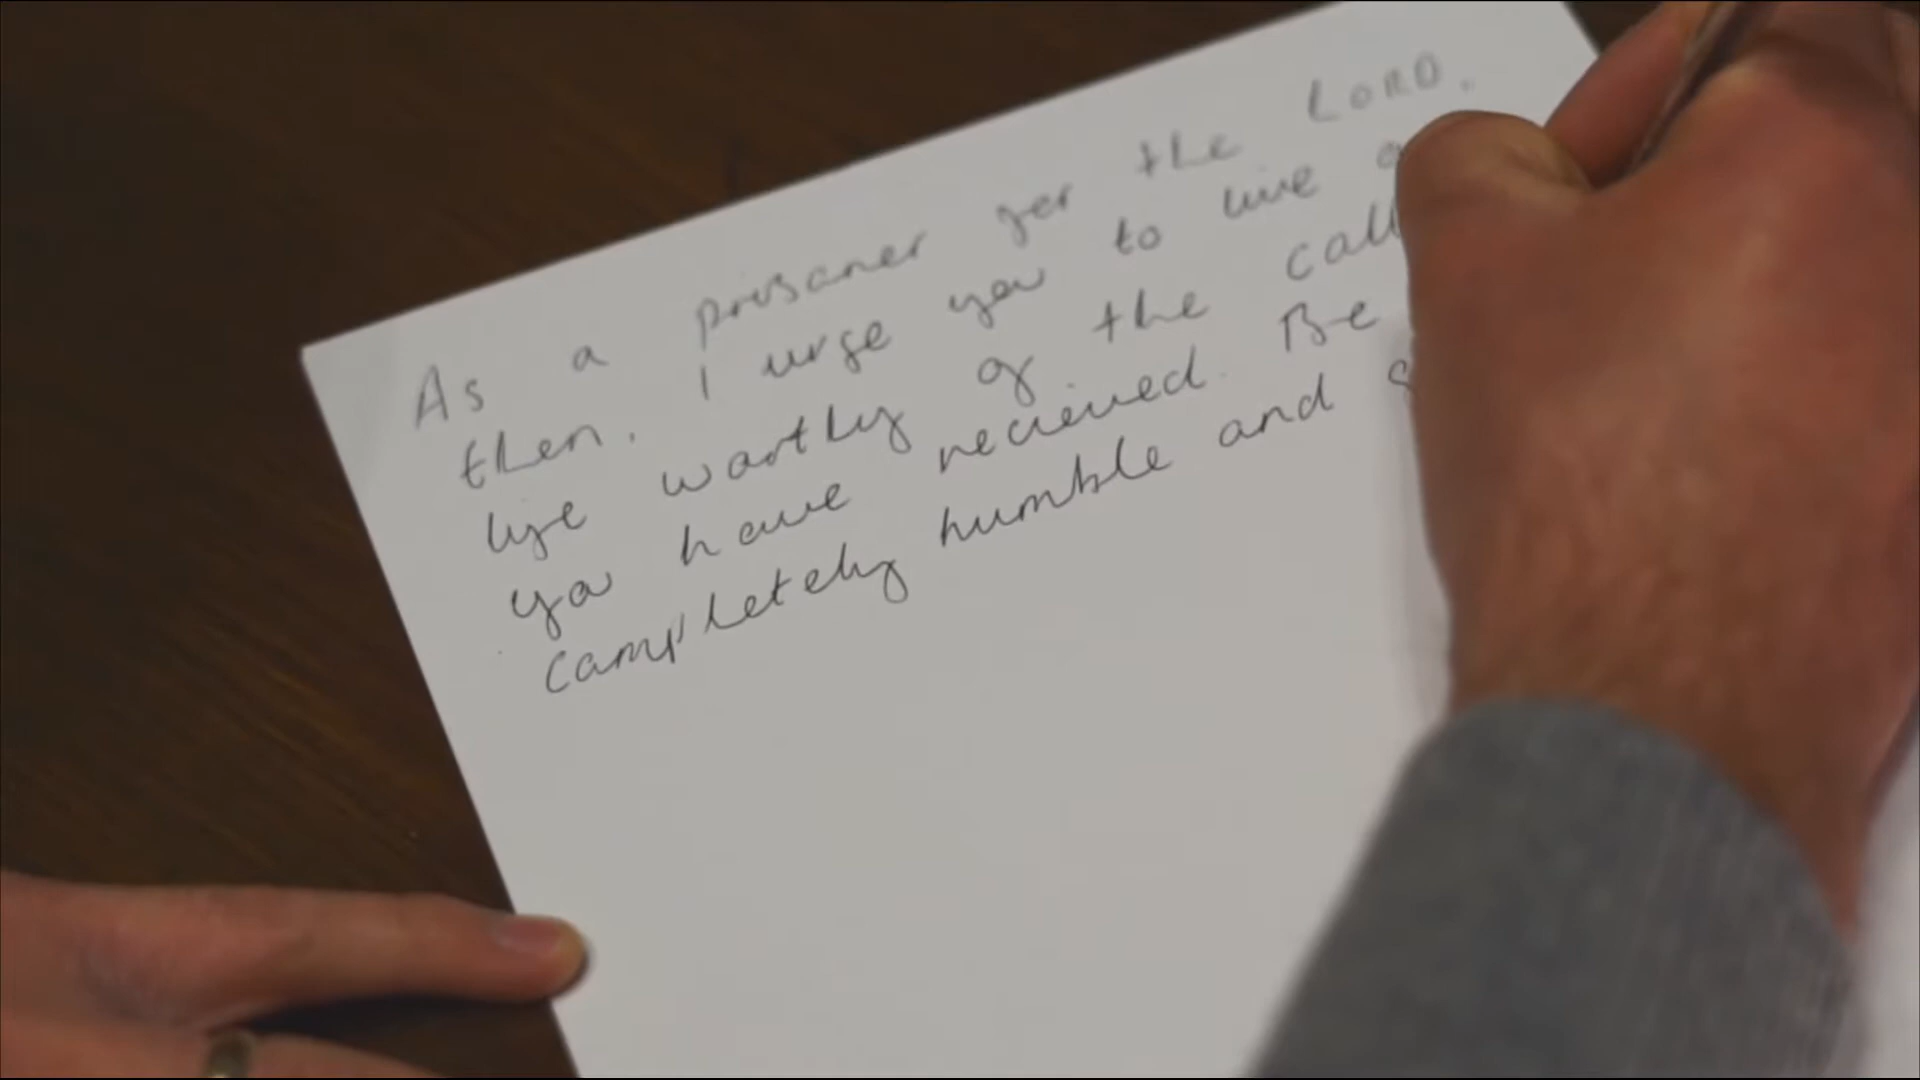 As a prisoner for the LORD.
then. I urge you to live a
life worthy of the call
you have recieved. Be
completely humble and